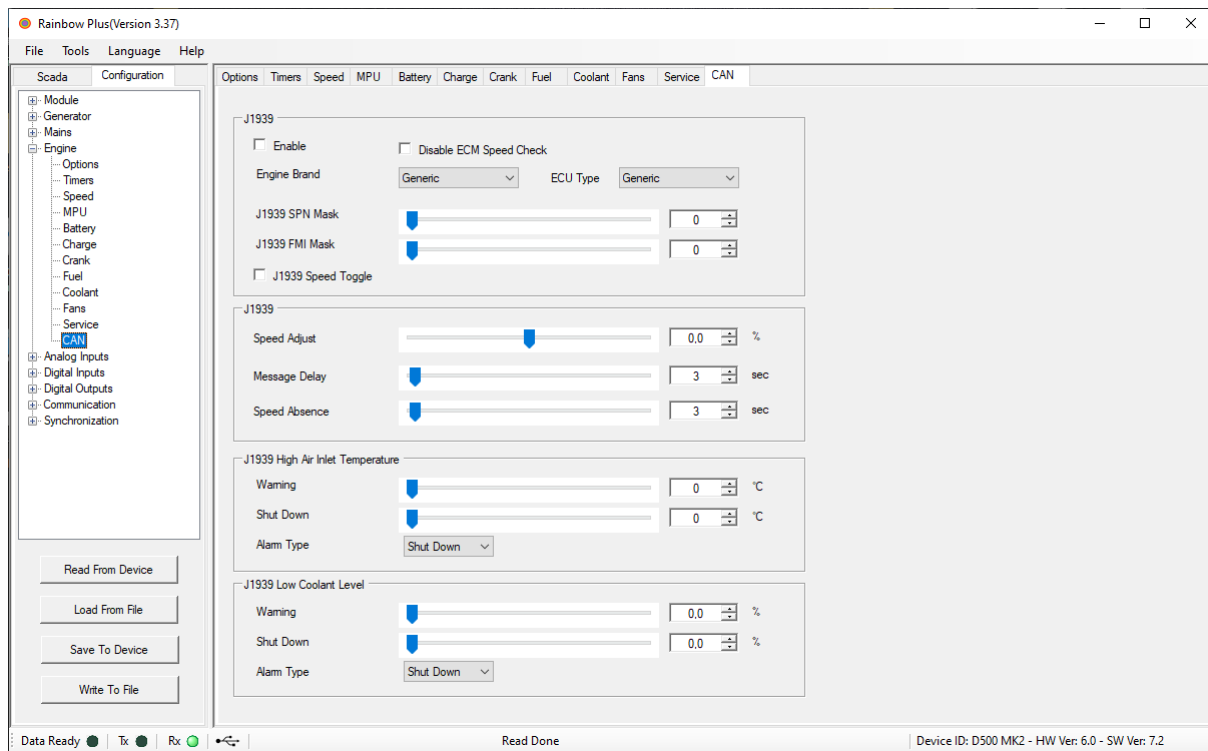 Rainbow Plus(Version 3.37)
File Tools Language Help
Scada Configuration
Options Timers Speed MPU Battery Charge Crank Fuel Coolant Fans Service CAN
Module
Generator
Mains
Engine
Options
Timers
Speed
MPU
Battery
Charge
Crank
Fuel
Coolant
Fans
Service
CAN
Analog Inputs
Digital Inputs
Digital Outputs
Communication
Synchronization
Read From Device
Load From File
Save To Device
Write To File
J1939
Enable Disable ECM Speed Check
Engine Brand Generic ECU Type Generic
J1939 SPN Mask 0
J1939 FMI Mask 0
J1939 Speed Toggle
J1939
Speed Adjust 0,0 %
Message Delay 3 sec
Speed Absence 3 sec
J1939 High Air Inlet Temperature
Warning 0 °C
Shut Down 0 °C
Alarm Type Shut Down
J1939 Low Coolant Level
Warning 0,0 %
Shut Down 0,0 %
Alarm Type Shut Down
Data Ready Tx Rx Read Done Device ID: D500 MK2 - HW Ver: 6.0 - SW Ver: 7.2